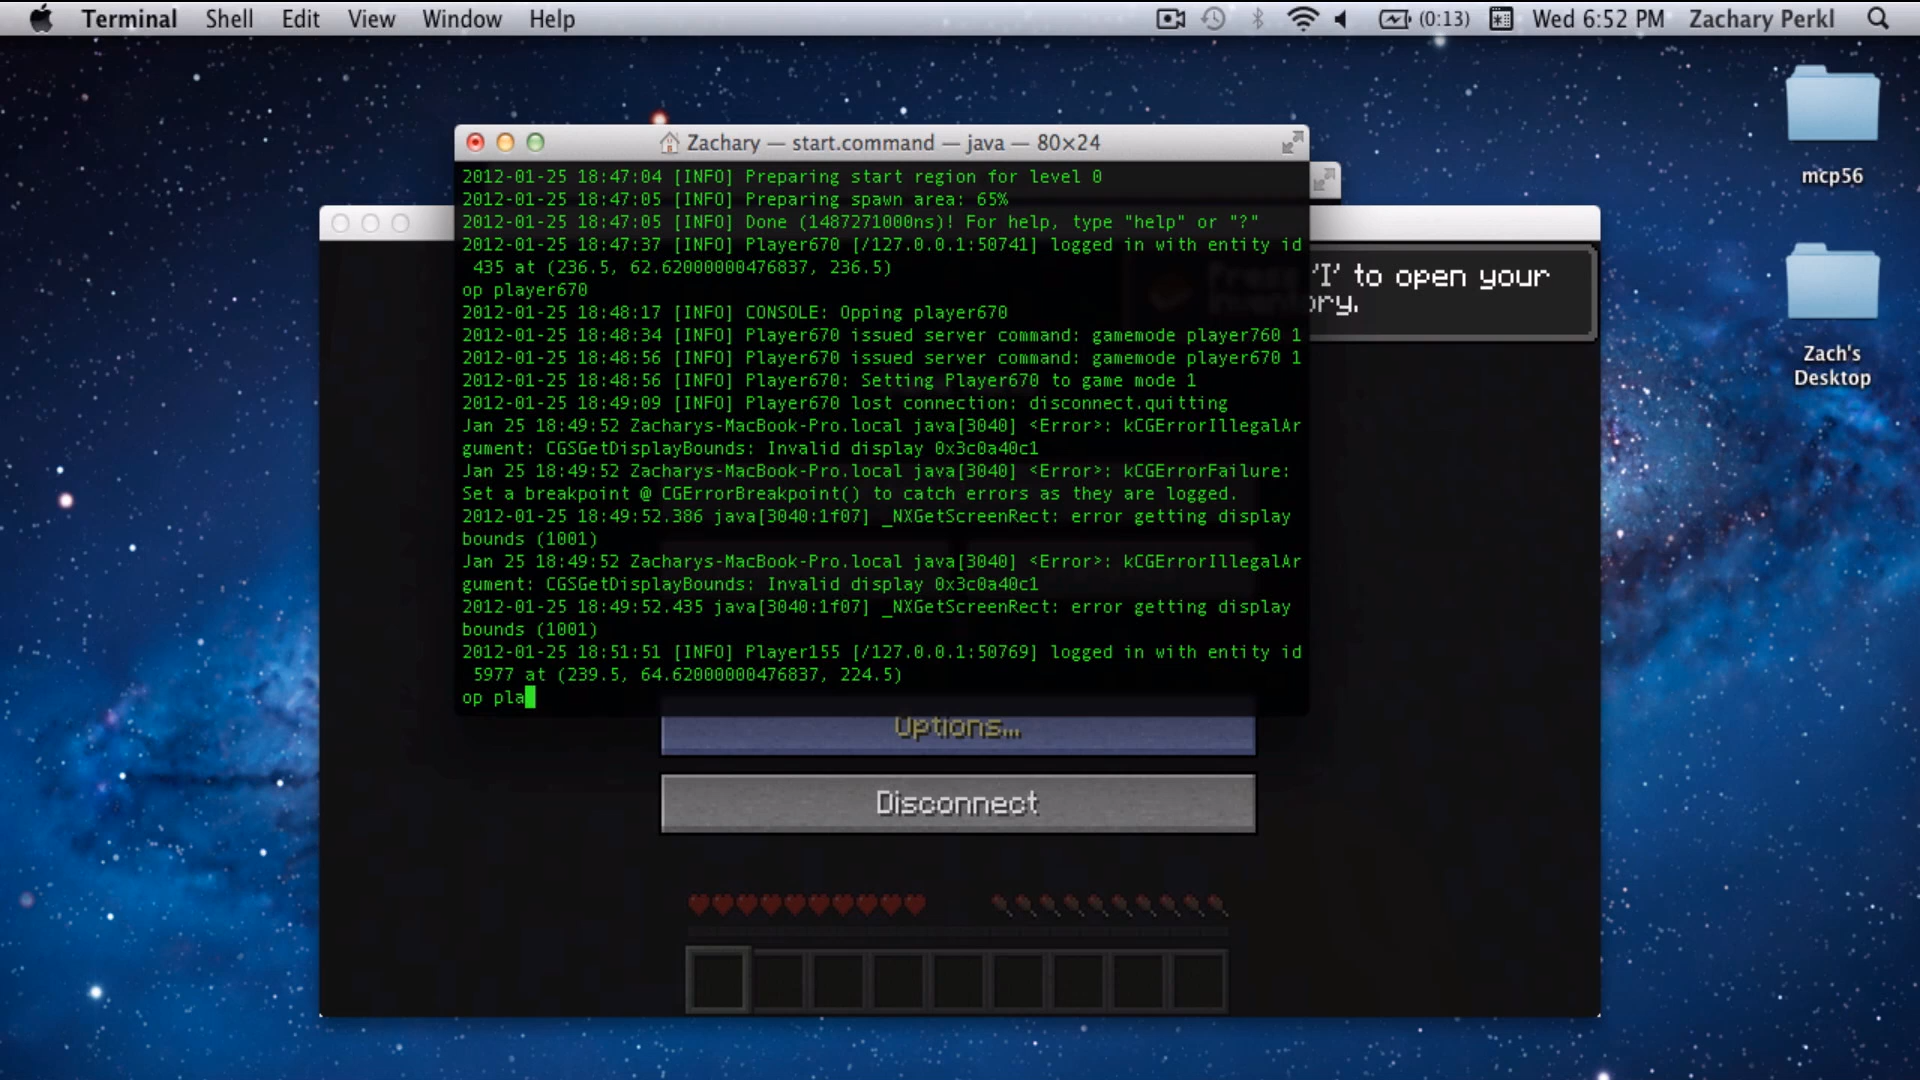 Terminal Shell Edit View Window Help (0:13) Wed 6:52 PM Zachary Perkl
mcp56
Zach's
Desktop
Zachary — start.command — java — 80×24
2012-01-25 18:47:04 [INFO] Preparing start region for level 0
2012-01-25 18:47:05 [INFO] Preparing spawn area: 65%
2012-01-25 18:47:05 [INFO] Done (1487271000ns)! For help, type "help" or "?"
2012-01-25 18:47:37 [INFO] Player670 [/127.0.0.1:50741] logged in with entity id
435 at (236.5, 62.62000000476837, 236.5)
op player670
2012-01-25 18:48:17 [INFO] CONSOLE: Opping player670
2012-01-25 18:48:34 [INFO] Player670 issued server command: gamemode player760 1
2012-01-25 18:48:56 [INFO] Player670 issued server command: gamemode player670 1
2012-01-25 18:48:56 [INFO] Player670: Setting Player670 to game mode 1
2012-01-25 18:49:09 [INFO] Player670 lost connection: disconnect.quitting
Jan 25 18:49:52 Zacharys-MacBook-Pro.local java[3040] <Error>: kCGErrorIllegalAr
gument: CGSGetDisplayBounds: Invalid display 0x3c0a40c1
Jan 25 18:49:52 Zacharys-MacBook-Pro.local java[3040] <Error>: kCGErrorFailure:
Set a breakpoint @ CGErrorBreakpoint() to catch errors as they are logged.
2012-01-25 18:49:52.386 java[3040:1f07] _NXGetScreenRect: error getting display
bounds (1001)
Jan 25 18:49:52 Zacharys-MacBook-Pro.local java[3040] <Error>: kCGErrorIllegalAr
gument: CGSGetDisplayBounds: Invalid display 0x3c0a40c1
2012-01-25 18:49:52.435 java[3040:1f07] _NXGetScreenRect: error getting display
bounds (1001)
2012-01-25 18:51:51 [INFO] Player155 [/127.0.0.1:50769] logged in with entity id
5977 at (239.5, 64.62000000476837, 224.5)
op pla
Press 'I' to open your
inventory.
Options...
Disconnect